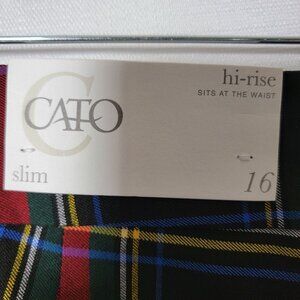 C
CATO
hi-rise
SITS AT THE WAIST
slim
16